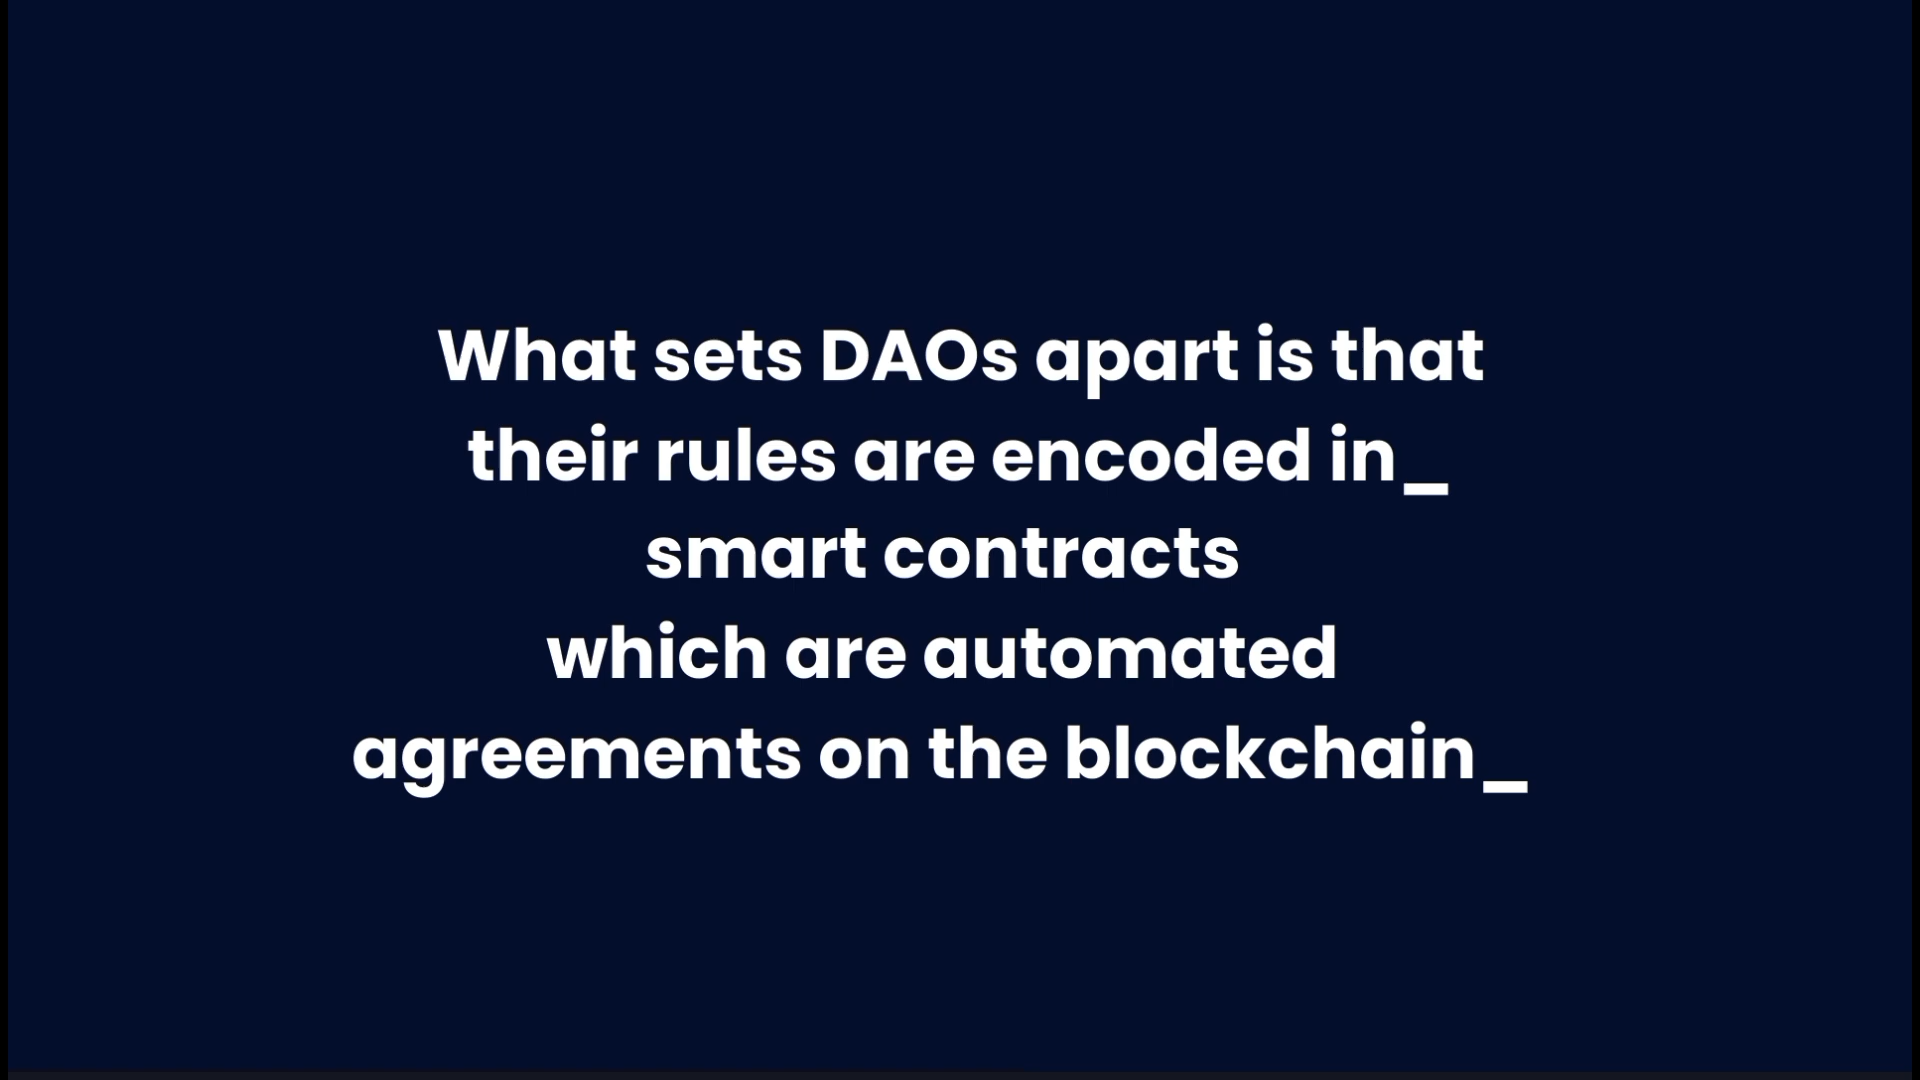 What sets DAOs apart is that
their rules are encoded in_
smart contracts
which are automated
agreements on the blockchain_